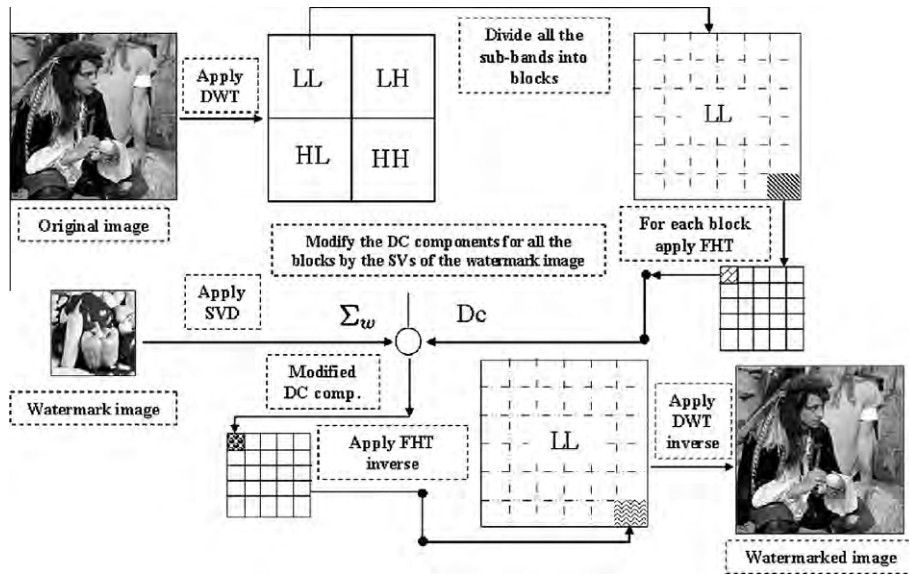 Apply
DWT
LL
LH
HL
HH
Divide all the
sub-bands into
blocks
LL
Original image
For each block
apply FHT
Modify the DC components for all the
blocks by the SVs of the watermark image
Apply
SVD
Σw
Dc
Watermark image
Modified
DC comp.
Apply FHT
inverse
LL
Apply
DWT
inverse
Watermarked image